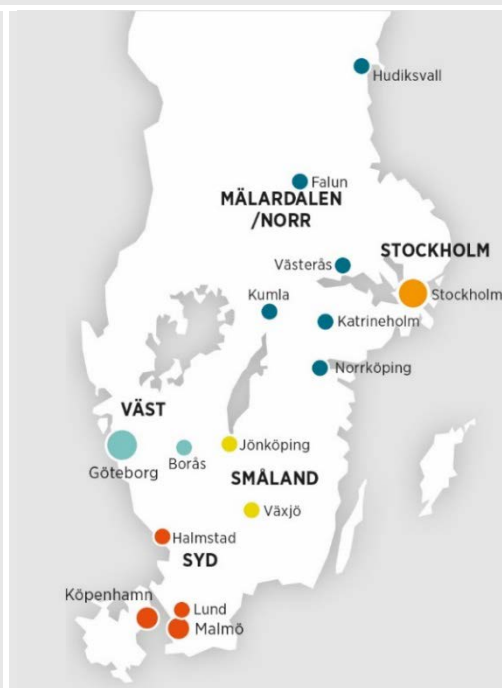 Hudiksvall
Falun
MÄLARDALEN
/NORR
STOCKHOLM
Västerås
Kumla
Stockholm
Katrineholm
Norrköping
VÄST
Göteborg
Borås
Jönköping
SMÅLAND
Växjö
Halmstad
SYD
Köpenhamn
Lund
Malmö